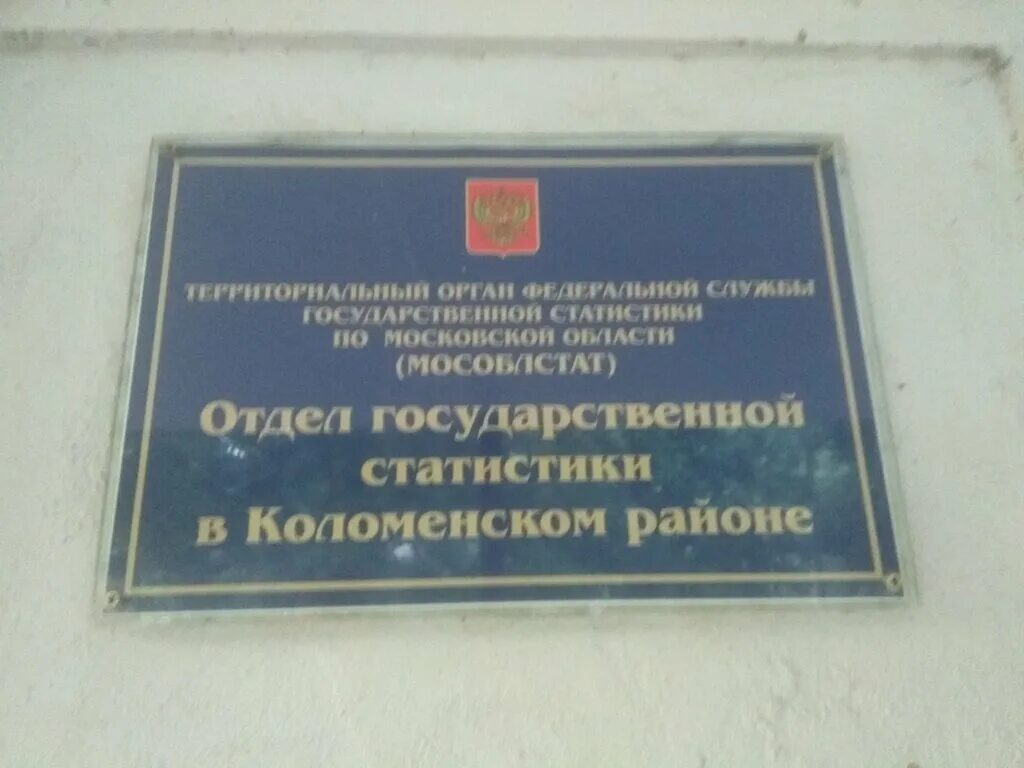 ТЕРРИТОРИАЛЬНЫЙ ОРГАН ФЕДЕРАЛЬНОЙ СЛУЖБЫ
ГОСУДАРСТВЕННОЙ СТАТИСТИКИ
ПО МОСКОВСКОЙ ОБЛАСТИ
(МОСОБЛСТАТ)
Отдел государственной
статистики
в Коломенском районе